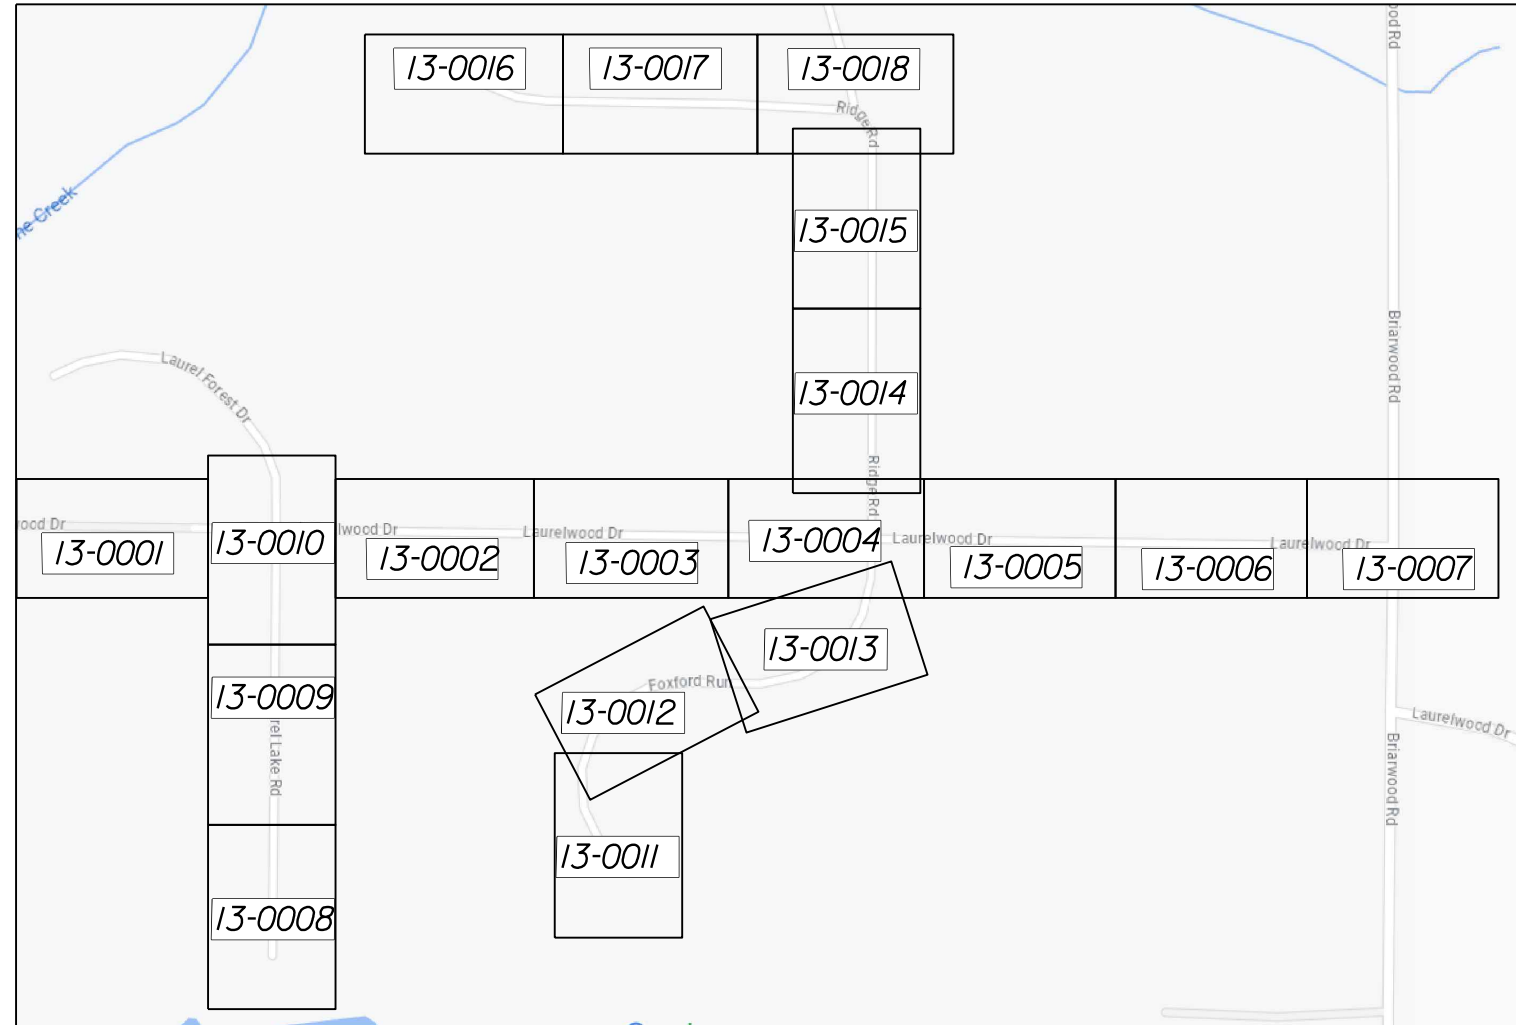 ood Rd
13-0016
13-0017
13-0018
Ridge Rd
ne Creek
13-0015
Briarwood Rd
Laurel Forest Dr
13-0014
Ridge Rd
ood Dr
13-0001
13-0010
lwood Dr
13-0002
Laurelwood Dr
13-0003
13-0004
Laurelwood Dr
13-0005
13-0006
Laurelwood Dr
13-0007
13-0013
Foxford Run
13-0012
13-0009
rel Lake Rd
Laurelwood Dr
Briarwood Rd
13-0011
13-0008